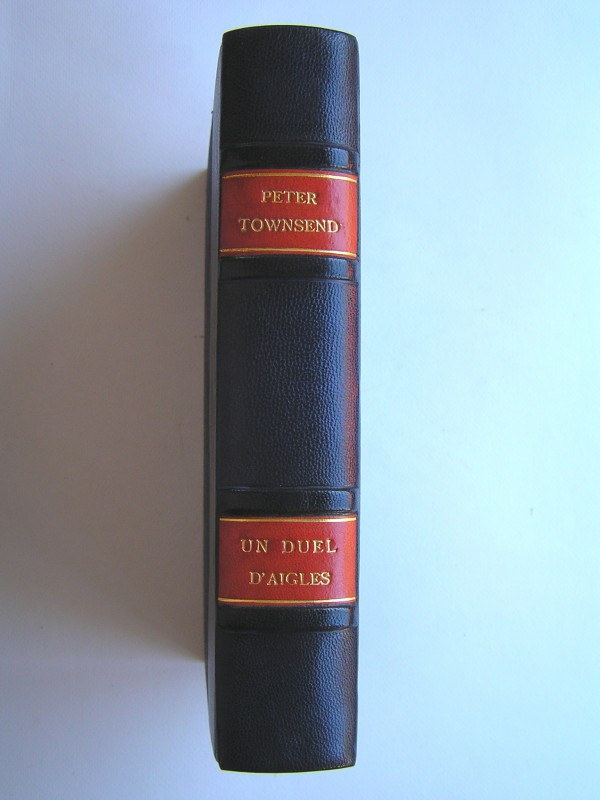 PETER
TOWNSEND
UN DUEL
D'AIGLES